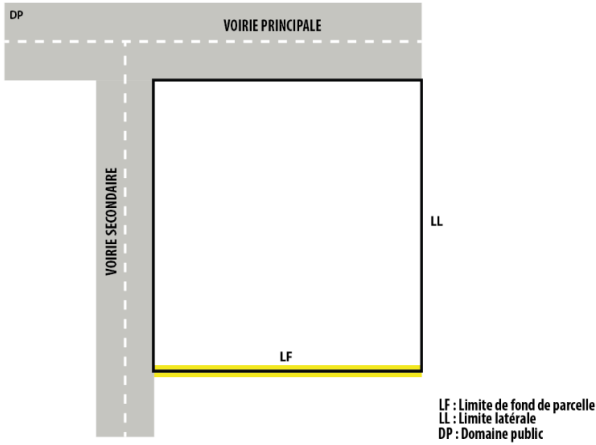 DP
VOIRIE PRINCIPALE
VOIRIE SECONDAIRE
LL
LF
LF : Limite de fond de parcelle
LL : Limite latérale
DP : Domaine public